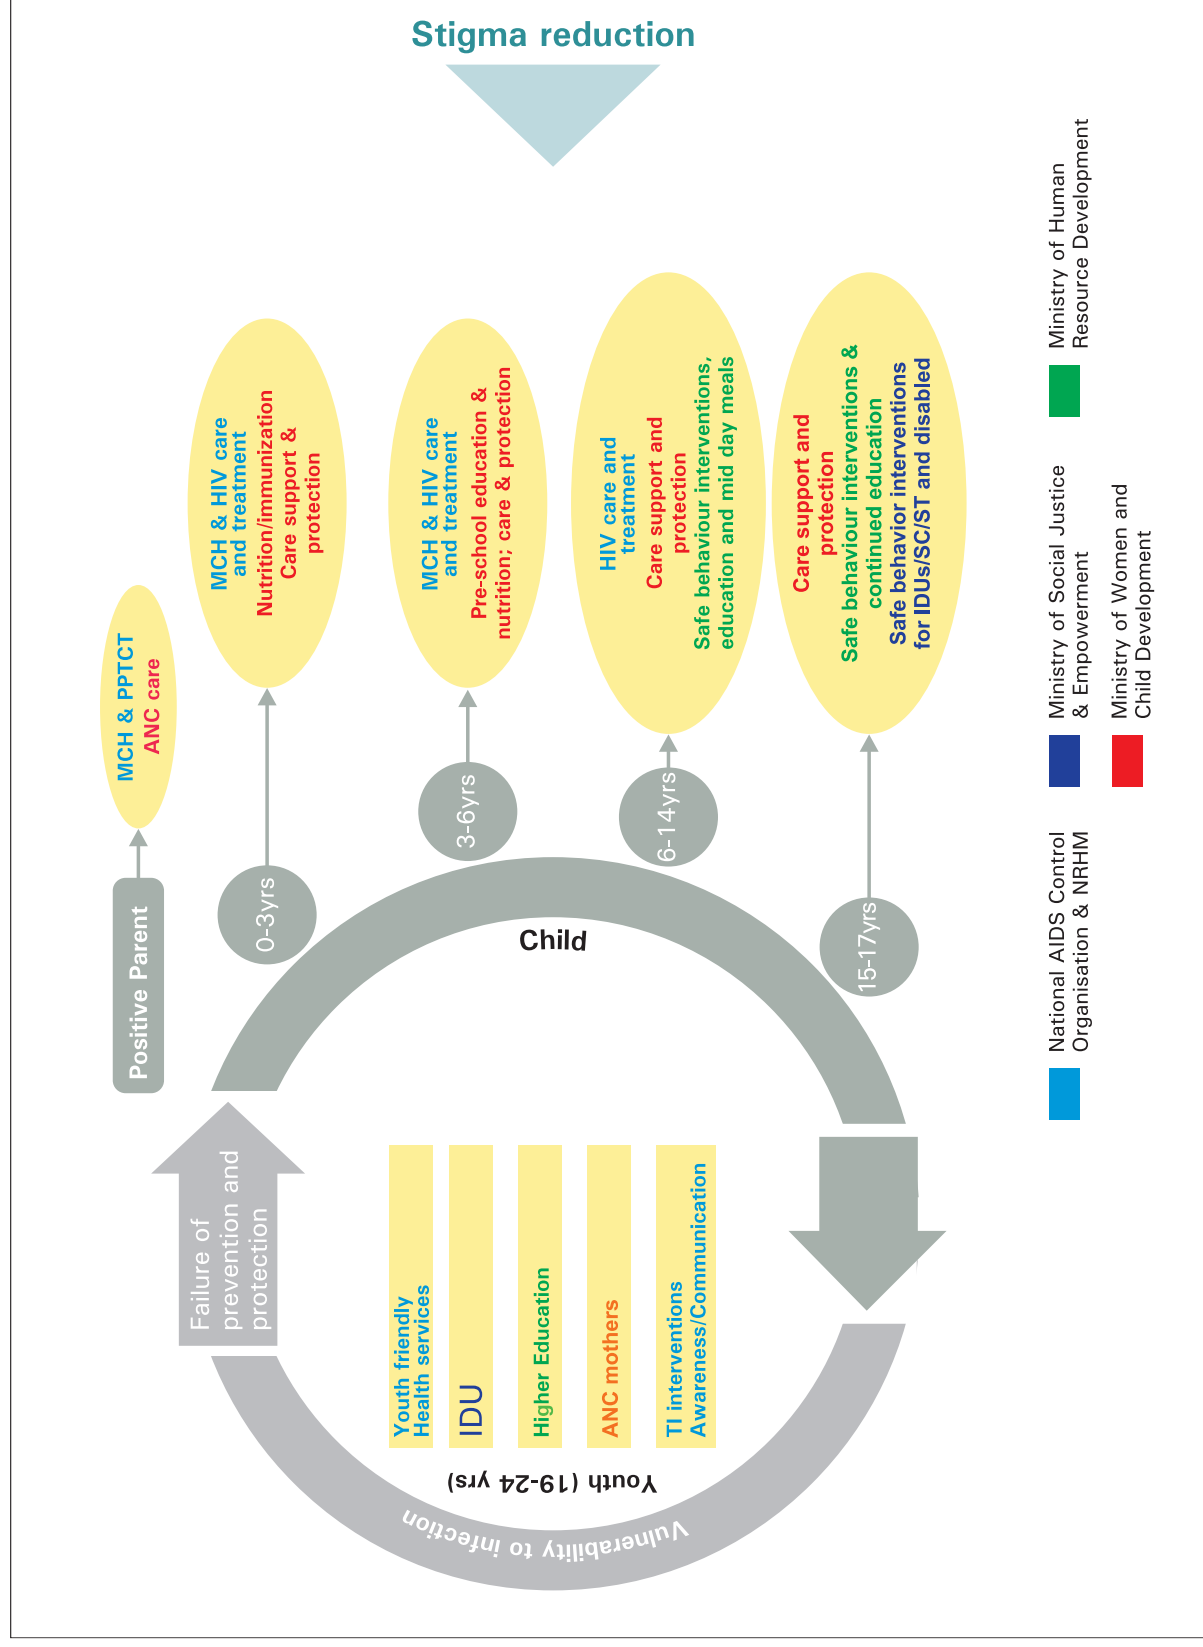 Stigma reduction
Positive Parent
MCH & PPTCT
ANC care
0-3yrs
MCH & HIV care
and treatment
Nutrition/immunization
Care support &
protection
3-6yrs
MCH & HIV care
and treatment
Pre-school education &
nutrition; care & protection
6-14yrs
HIV care and
treatment
Care support and
protection
Safe behaviour interventions,
education and mid day meals
15-17yrs
Care support and
protection
Safe behaviour interventions &
continued education
Safe behavior interventions
for IDUs/SC/ST and disabled
Child
Failure of
prevention and
protection
Youth friendly
Health services
IDU
Higher Education
ANC mothers
TI interventions
Awareness/Communication
Youth (19-24 yrs)
Vulnerability to infection
National AIDS Control
Organisation & NRHM
Ministry of Social Justice
& Empowerment
Ministry of Human
Resource Development
Ministry of Women and
Child Development